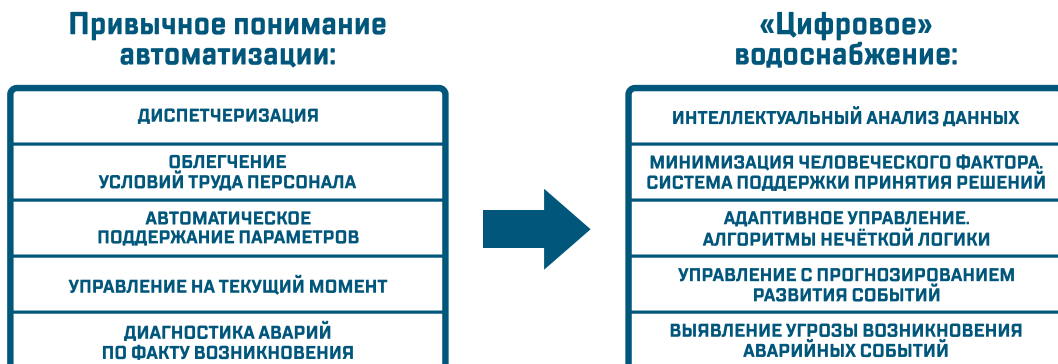 Привычное понимание
автоматизации:
ДИСПЕТЧЕРИЗАЦИЯ
ОБЛЕГЧЕНИЕ
УСЛОВИЙ ТРУДА ПЕРСОНАЛА
АВТОМАТИЧЕСКОЕ
ПОДДЕРЖАНИЕ ПАРАМЕТРОВ
УПРАВЛЕНИЕ НА ТЕКУЩИЙ МОМЕНТ
ДИАГНОСТИКА АВАРИЙ
ПО ФАКТУ ВОЗНИКНОВЕНИЯ
«Цифровое»
водоснабжение:
ИНТЕЛЛЕКТУАЛЬНЫЙ АНАЛИЗ ДАННЫХ
МИНИМИЗАЦИЯ ЧЕЛОВЕЧЕСКОГО ФАКТОРА.
СИСТЕМА ПОДДЕРЖКИ ПРИНЯТИЯ РЕШЕНИЙ
АДАПТИВНОЕ УПРАВЛЕНИЕ.
АЛГОРИТМЫ НЕЧЁТКОЙ ЛОГИКИ
УПРАВЛЕНИЕ С ПРОГНОЗИРОВАНИЕМ
РАЗВИТИЯ СОБЫТИЙ
ВЫЯВЛЕНИЕ УГРОЗЫ ВОЗНИКНОВЕНИЯ
АВАРИЙНЫХ СОБЫТИЙ